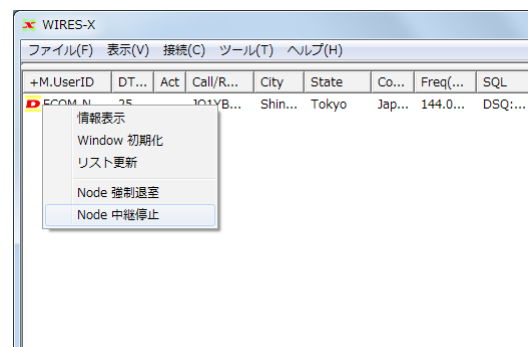 WIRES-X
ファイル(F) 表示(V) 接続(C) ツール(T) ヘルプ(H)
+M.UserID DT... Act Call/R... City State Co... Freq(... SQL
D 25 JQ1YB... Shin... Tokyo Jap... 144.0... DSQ:...
情報表示
Window 初期化
リスト更新
Node 強制退室
Node 中継停止